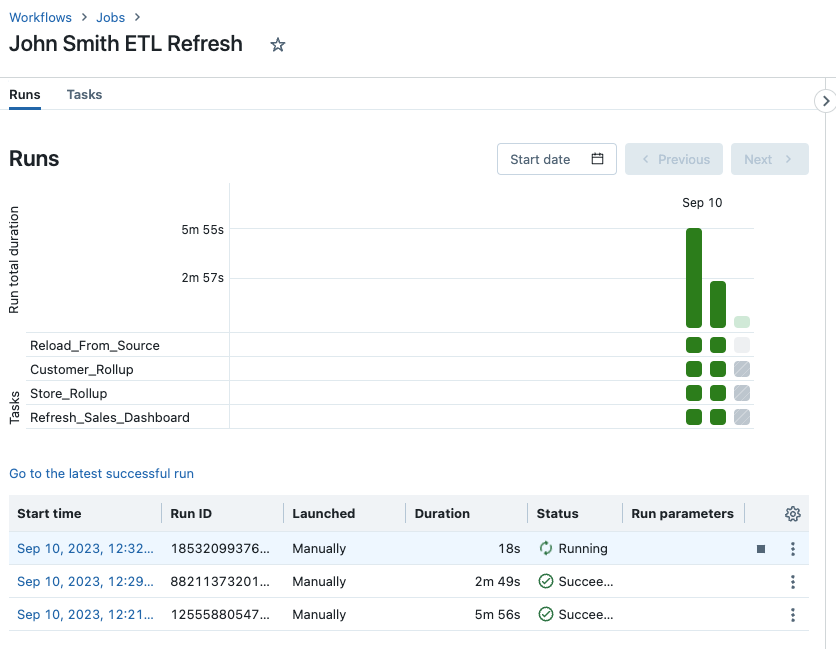 Workflows > Jobs >
John Smith ETL Refresh
Runs Tasks
Runs
Start date
Previous
Next
Sep 10
Run total duration
5m 55s
2m 57s
Tasks
Reload_From_Source
Customer_Rollup
Store_Rollup
Refresh_Sales_Dashboard
Go to the latest successful run
Start time Run ID Launched Duration Status Run parameters
Sep 10, 2023, 12:32... 18532099376... Manually 18s Running
Sep 10, 2023, 12:29... 88211373201... Manually 2m 49s Succee...
Sep 10, 2023, 12:21... 12555880547... Manually 5m 56s Succee...